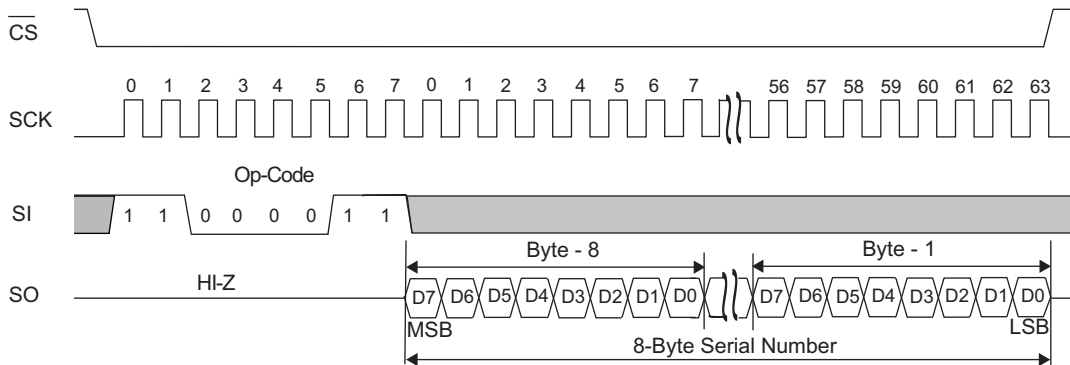 CS
0 1 2 3 4 5 6 7 0 1 2 3 4 5 6 7 56 57 58 59 60 61 62 63
SCK
Op-Code
SI 1 1 0 0 0 0 1 1
Byte - 8 Byte - 1
HI-Z
SO D7 D6 D5 D4 D3 D2 D1 D0 D7 D6 D5 D4 D3 D2 D1 D0
MSB LSB
8-Byte Serial Number